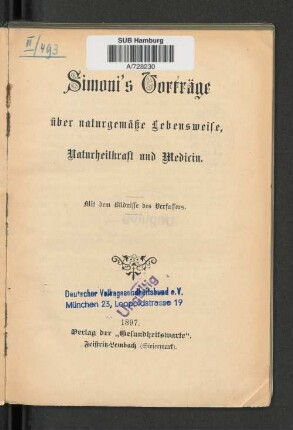 II/493
SUB Hamburg
A/728230
Simoni's Vorträge
über naturgemäße Lebensweise,
Naturheilkraft und Medicin.
Mit dem Bildnisse des Verfassers.
Deutscher Volksgesundheitsbund e.V.
München 23, Leopoldstrasse 19
Ungültig
1897.
Verlag der „Gesundheitswarte“.
Feistritz-Lembach (Steiermark).